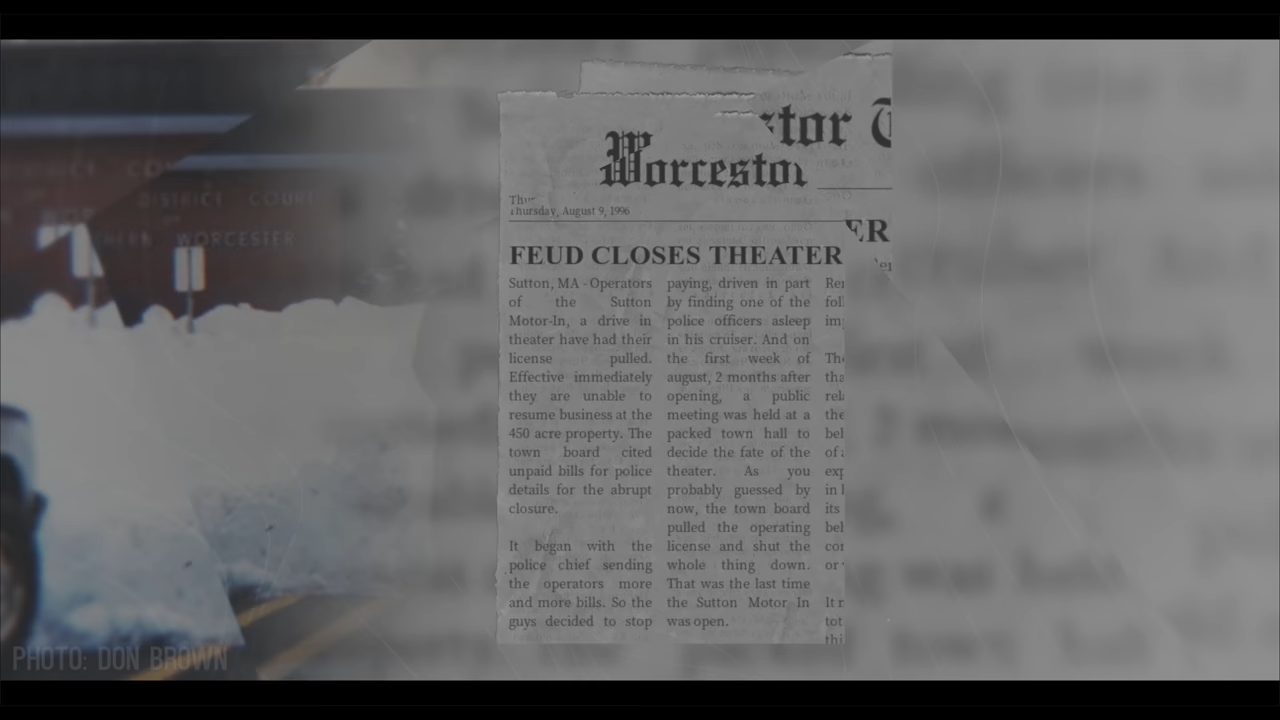 stor
Worcestor
Thursday, August 9, 1996
ER
FEUD CLOSES THEATER
Sutton, MA - Operators
of the Sutton
Motor-In, a drive in
theater have had their
license pulled.
Effective immediately
they are unable to
resume business at the
450 acre property. The
town board cited
unpaid bills for police
details for the abrupt
closure.
It began with the
police chief sending
the operators more
and more bills. So the
guys decided to stop
paying, driven in part
by finding one of the
police officers asleep
in his cruiser. And on
the first week of
august, 2 months after
opening, a public
meeting was held at a
packed town hall to
decide the fate of the
theater. As you
probably guessed by
now, the town board
pulled the operating
license and shut the
whole thing down.
That was the last time
the Sutton Motor In
was open.
DISTRICT COURT
WORCESTER
PHOTO: DON BROWN